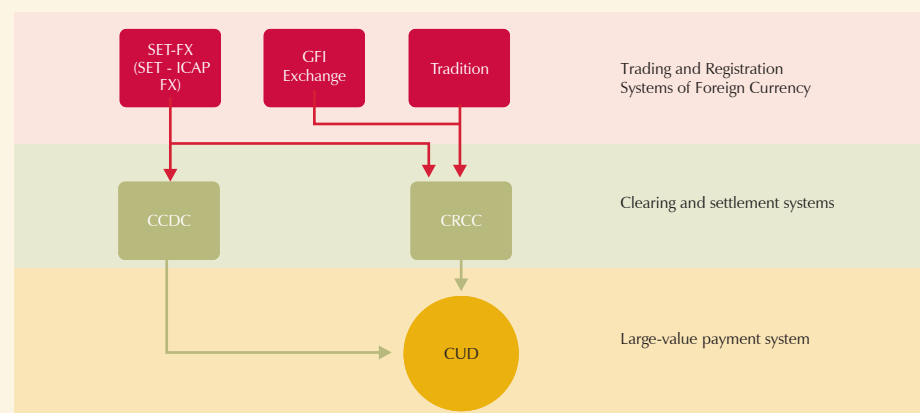 SET-FX
(SET - ICAP
FX)
GFI
Exchange
Tradition
Trading and Registration
Systems of Foreign Currency
CCDC
CRCC
Clearing and settlement systems
CUD
Large-value payment system